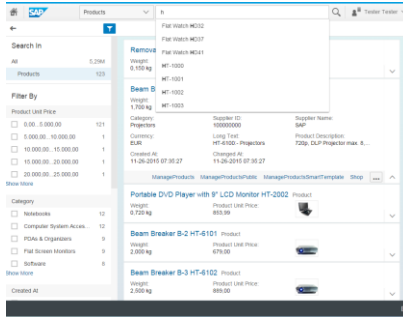 SAP
Products
h
Tester Tester
Flat Watch HD32
Flat Watch HD37
Flat Watch HD41
HT-1000
HT-1001
HT-1002
HT-1003
Search In
All 5,29M
Products 123
Filter By
Product Unit Price
0,00...5 000,00 121
5 000,00...10 000,00 1
10 000,00...15 000,00 1
15 000,00...20 000,00 1
20 000,00...25 000,00 1
Show More
Category
Notebooks 12
Computer System Acces... 12
PDAs & Organizers 9
Flat Screen Monitors 9
Software 8
Show More
Created At
Remova
Weight:
0,150 kg
Beam B
Weight:
1,700 kg
Category: Supplier ID: Supplier Name:
Projectors 100000000 SAP
Currency: Long Text: Product Description:
EUR HT-6100 - Projectors 720p, DLP Projector max. 8...
Created At: Changed At:
11-26-2015 07:35:27 11-26-2015 07:35:27
ManageProducts ManageProductsPublic ManageProductsSmartTemplate Shop ...
Portable DVD Player with 9" LCD Monitor HT-2002 Product
Weight: Product Unit Price:
0,720 kg 853,99
Beam Breaker B-2 HT-6101 Product
Weight: Product Unit Price:
2,000 kg 679,00
Beam Breaker B-3 HT-6102 Product
Weight: Product Unit Price:
2,500 kg 889,00